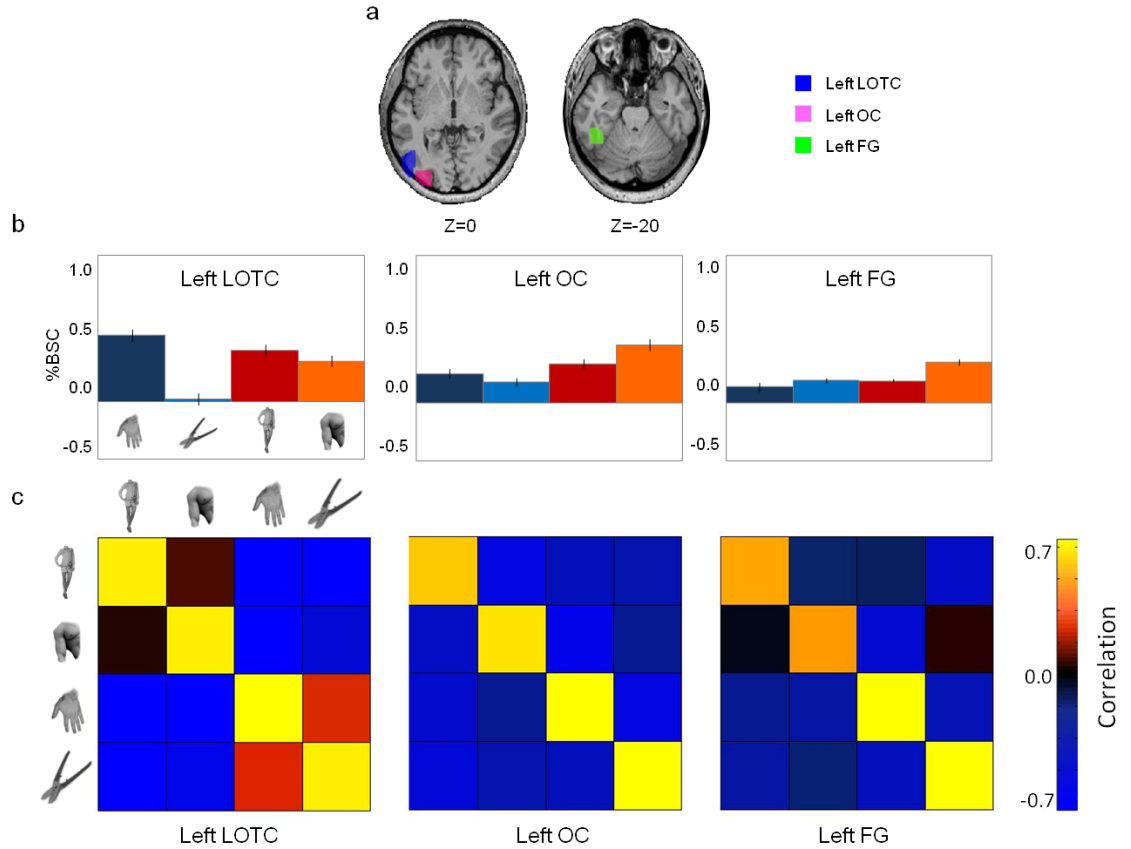 a
Left LOTC
Left OC
Left FG
Z=0
Z=-20
b
%BSC
1.0
0.5
0.0
-0.5
Left LOTC
1.0
0.5
0.0
-0.5
Left OC
1.0
0.5
0.0
-0.5
Left FG
c
0.7
0.0
-0.7
Correlation
Left LOTC
Left OC
Left FG